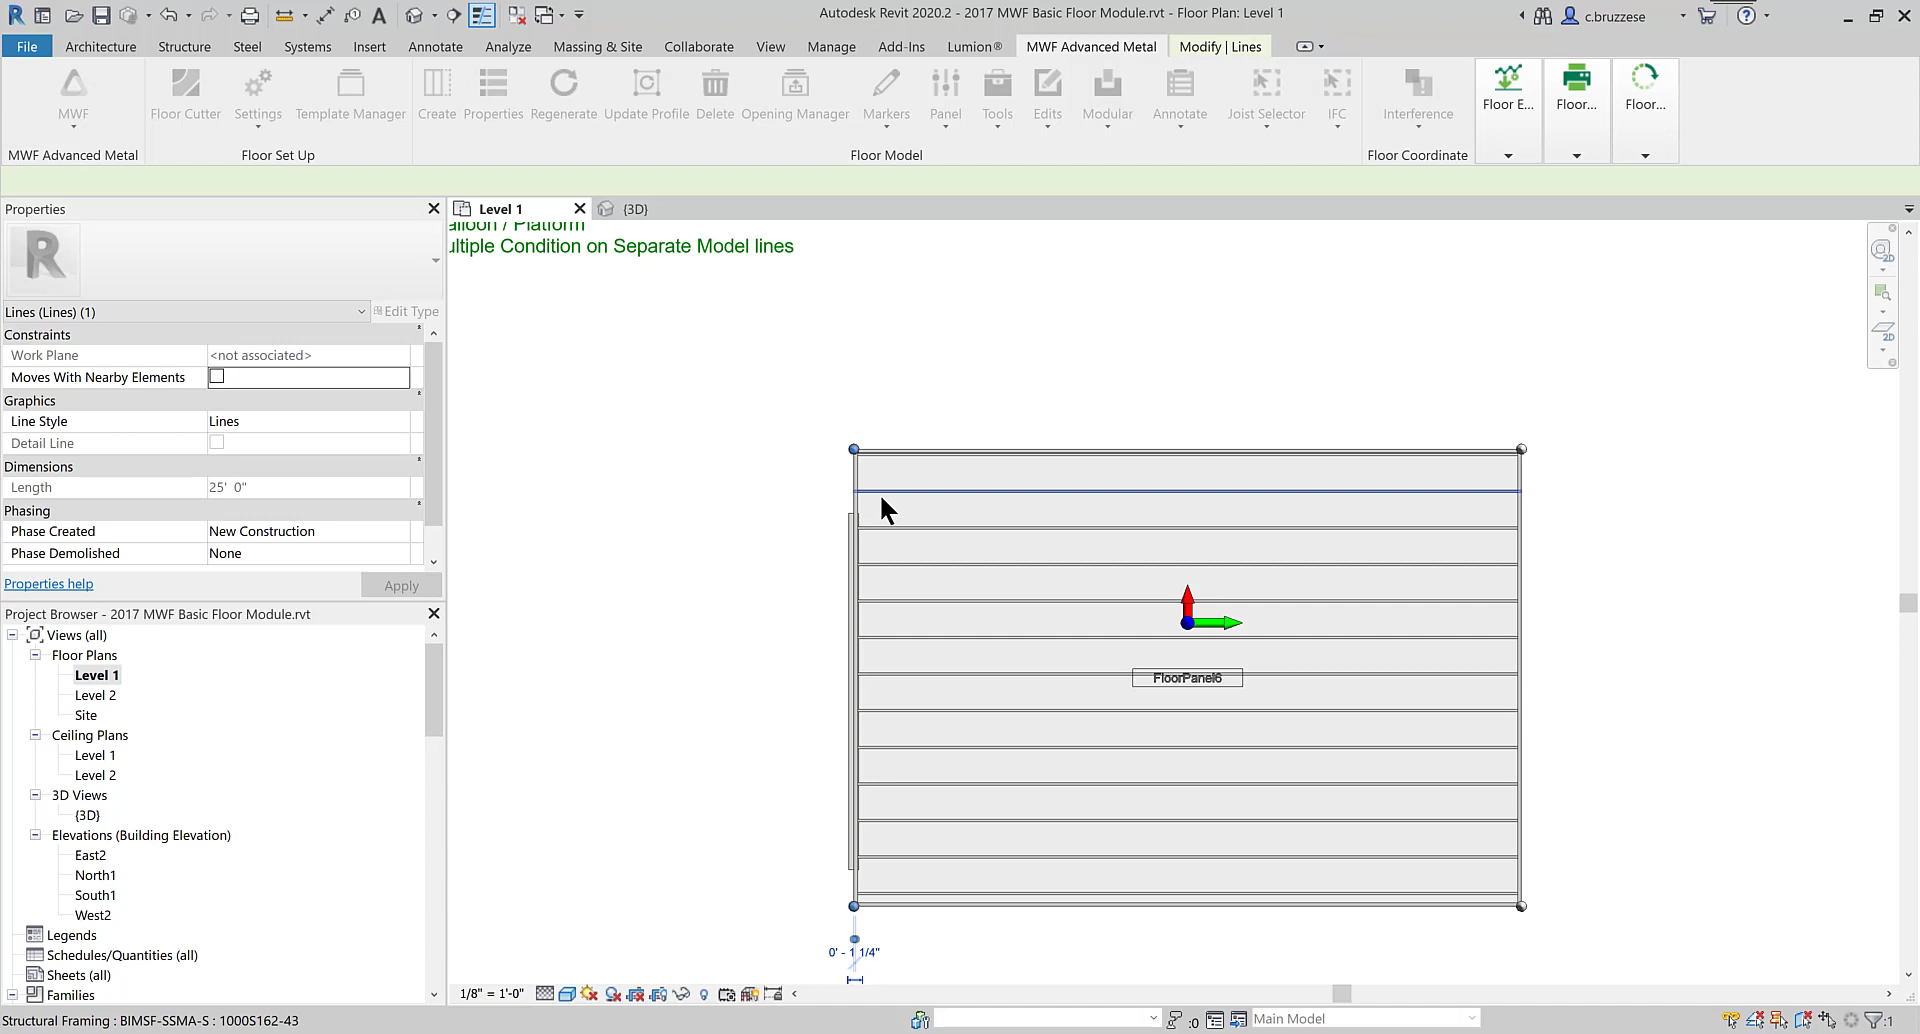 Autodesk Revit 2020.2 - 2017 MWF Basic Floor Module.rvt - Floor Plan: Level 1
c.bruzzese
File Architecture Structure Steel Systems Insert Annotate Analyze Massing & Site Collaborate View Manage Add-Ins Lumion® MWF Advanced Metal Modify | Lines
MWF Floor Cutter Settings Template Manager Create Properties Regenerate Update Profile Delete Opening Manager Markers Panel Tools Edits Modular Annotate Joist Selector IFC Interference Floor E... Floor... Floor...
MWF Advanced Metal Floor Set Up Floor Model Floor Coordinate
Properties
Level 1 {3D}
alloon / Platform
ultiple Condition on Separate Model lines
Lines (Lines) (1) Edit Type
Constraints
Work Plane <not associated>
Moves With Nearby Elements
Graphics
Line Style Lines
Detail Line
Dimensions
Length 25' 0"
Phasing
Phase Created New Construction
Phase Demolished None
Properties help Apply
Project Browser - 2017 MWF Basic Floor Module.rvt
Views (all)
Floor Plans
Level 1
Level 2
Site
Ceiling Plans
Level 1
Level 2
3D Views
{3D}
Elevations (Building Elevation)
East2
North1
South1
West2
Legends
Schedules/Quantities (all)
Sheets (all)
Families
2D
2D
FloorPanel6
0' - 1 1/4"
1/8" = 1'-0"
Structural Framing : BIMSF-SSMA-S : 1000S162-43
:0 Main Model :1